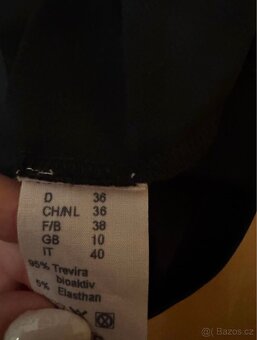 D 36
CH/NL 36
F/B 38
GB 10
IT 40
95% Trevira
bioaktiv
5% Elasthan
© Bazos.cz